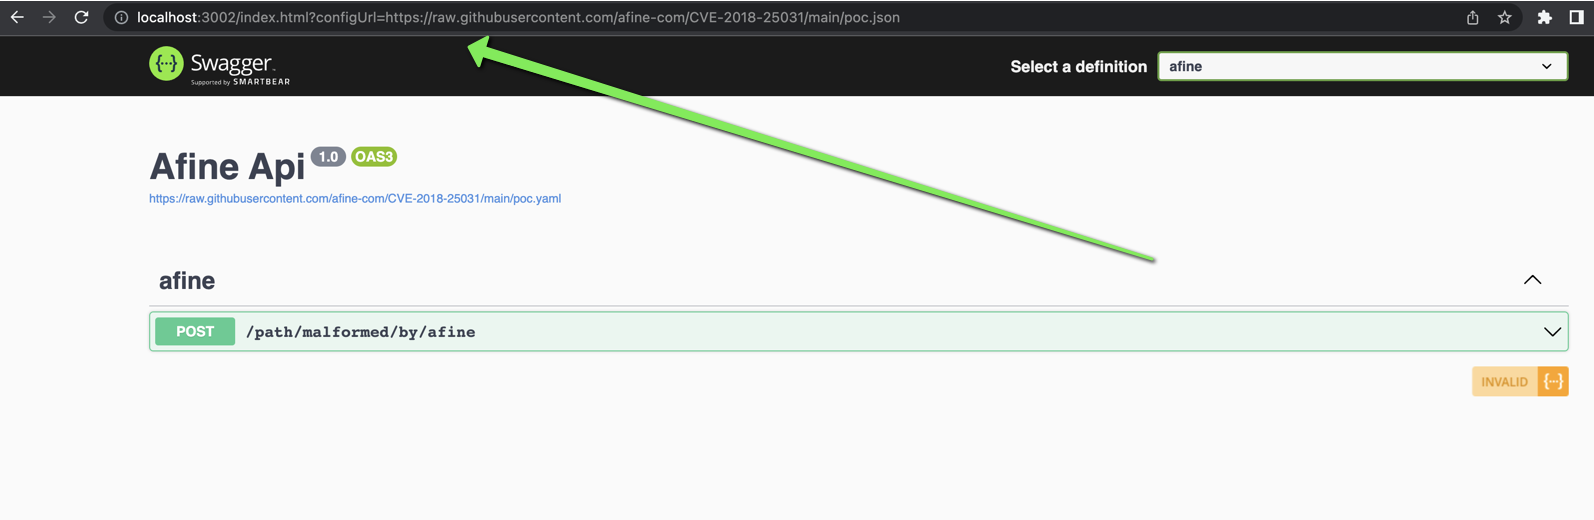 localhost:3002/index.html?configUrl=https://raw.githubusercontent.com/afine-com/CVE-2018-25031/main/poc.json
{···} Swagger™
Supported by SMARTBEAR
Select a definition
afine
Afine Api 1.0 OAS3
https://raw.githubusercontent.com/afine-com/CVE-2018-25031/main/poc.yaml
afine
POST /path/malformed/by/afine
INVALID {···}